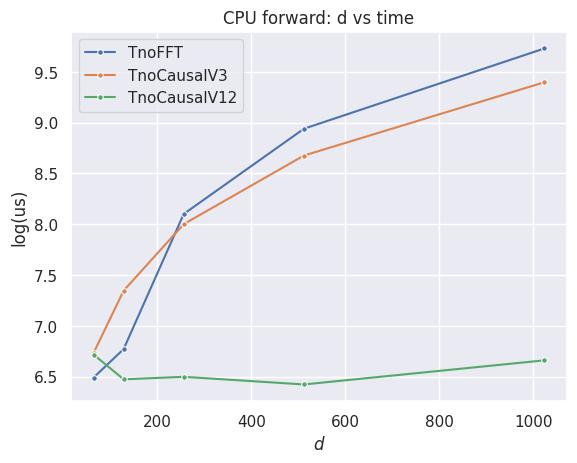 CPU forward: d vs time
TnoFFT
TnoCausalV3
TnoCausalV12
log(us)
9.5
9.0
8.5
8.0
7.5
7.0
6.5
200 400 600 800 1000
d